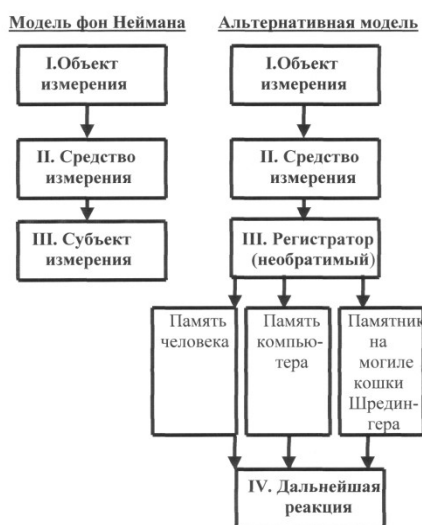 Модель фон Неймана
I.Объект
измерения
II. Средство
измерения
III. Субъект
измерения
Альтернативная модель
I.Объект
измерения
II. Средство
измерения
III. Регистратор
(необратимый)
Память
человека
Память
компью-
тера
Памятник
на
могиле
кошки
Шредин-
гера
IV. Дальнейшая
реакция